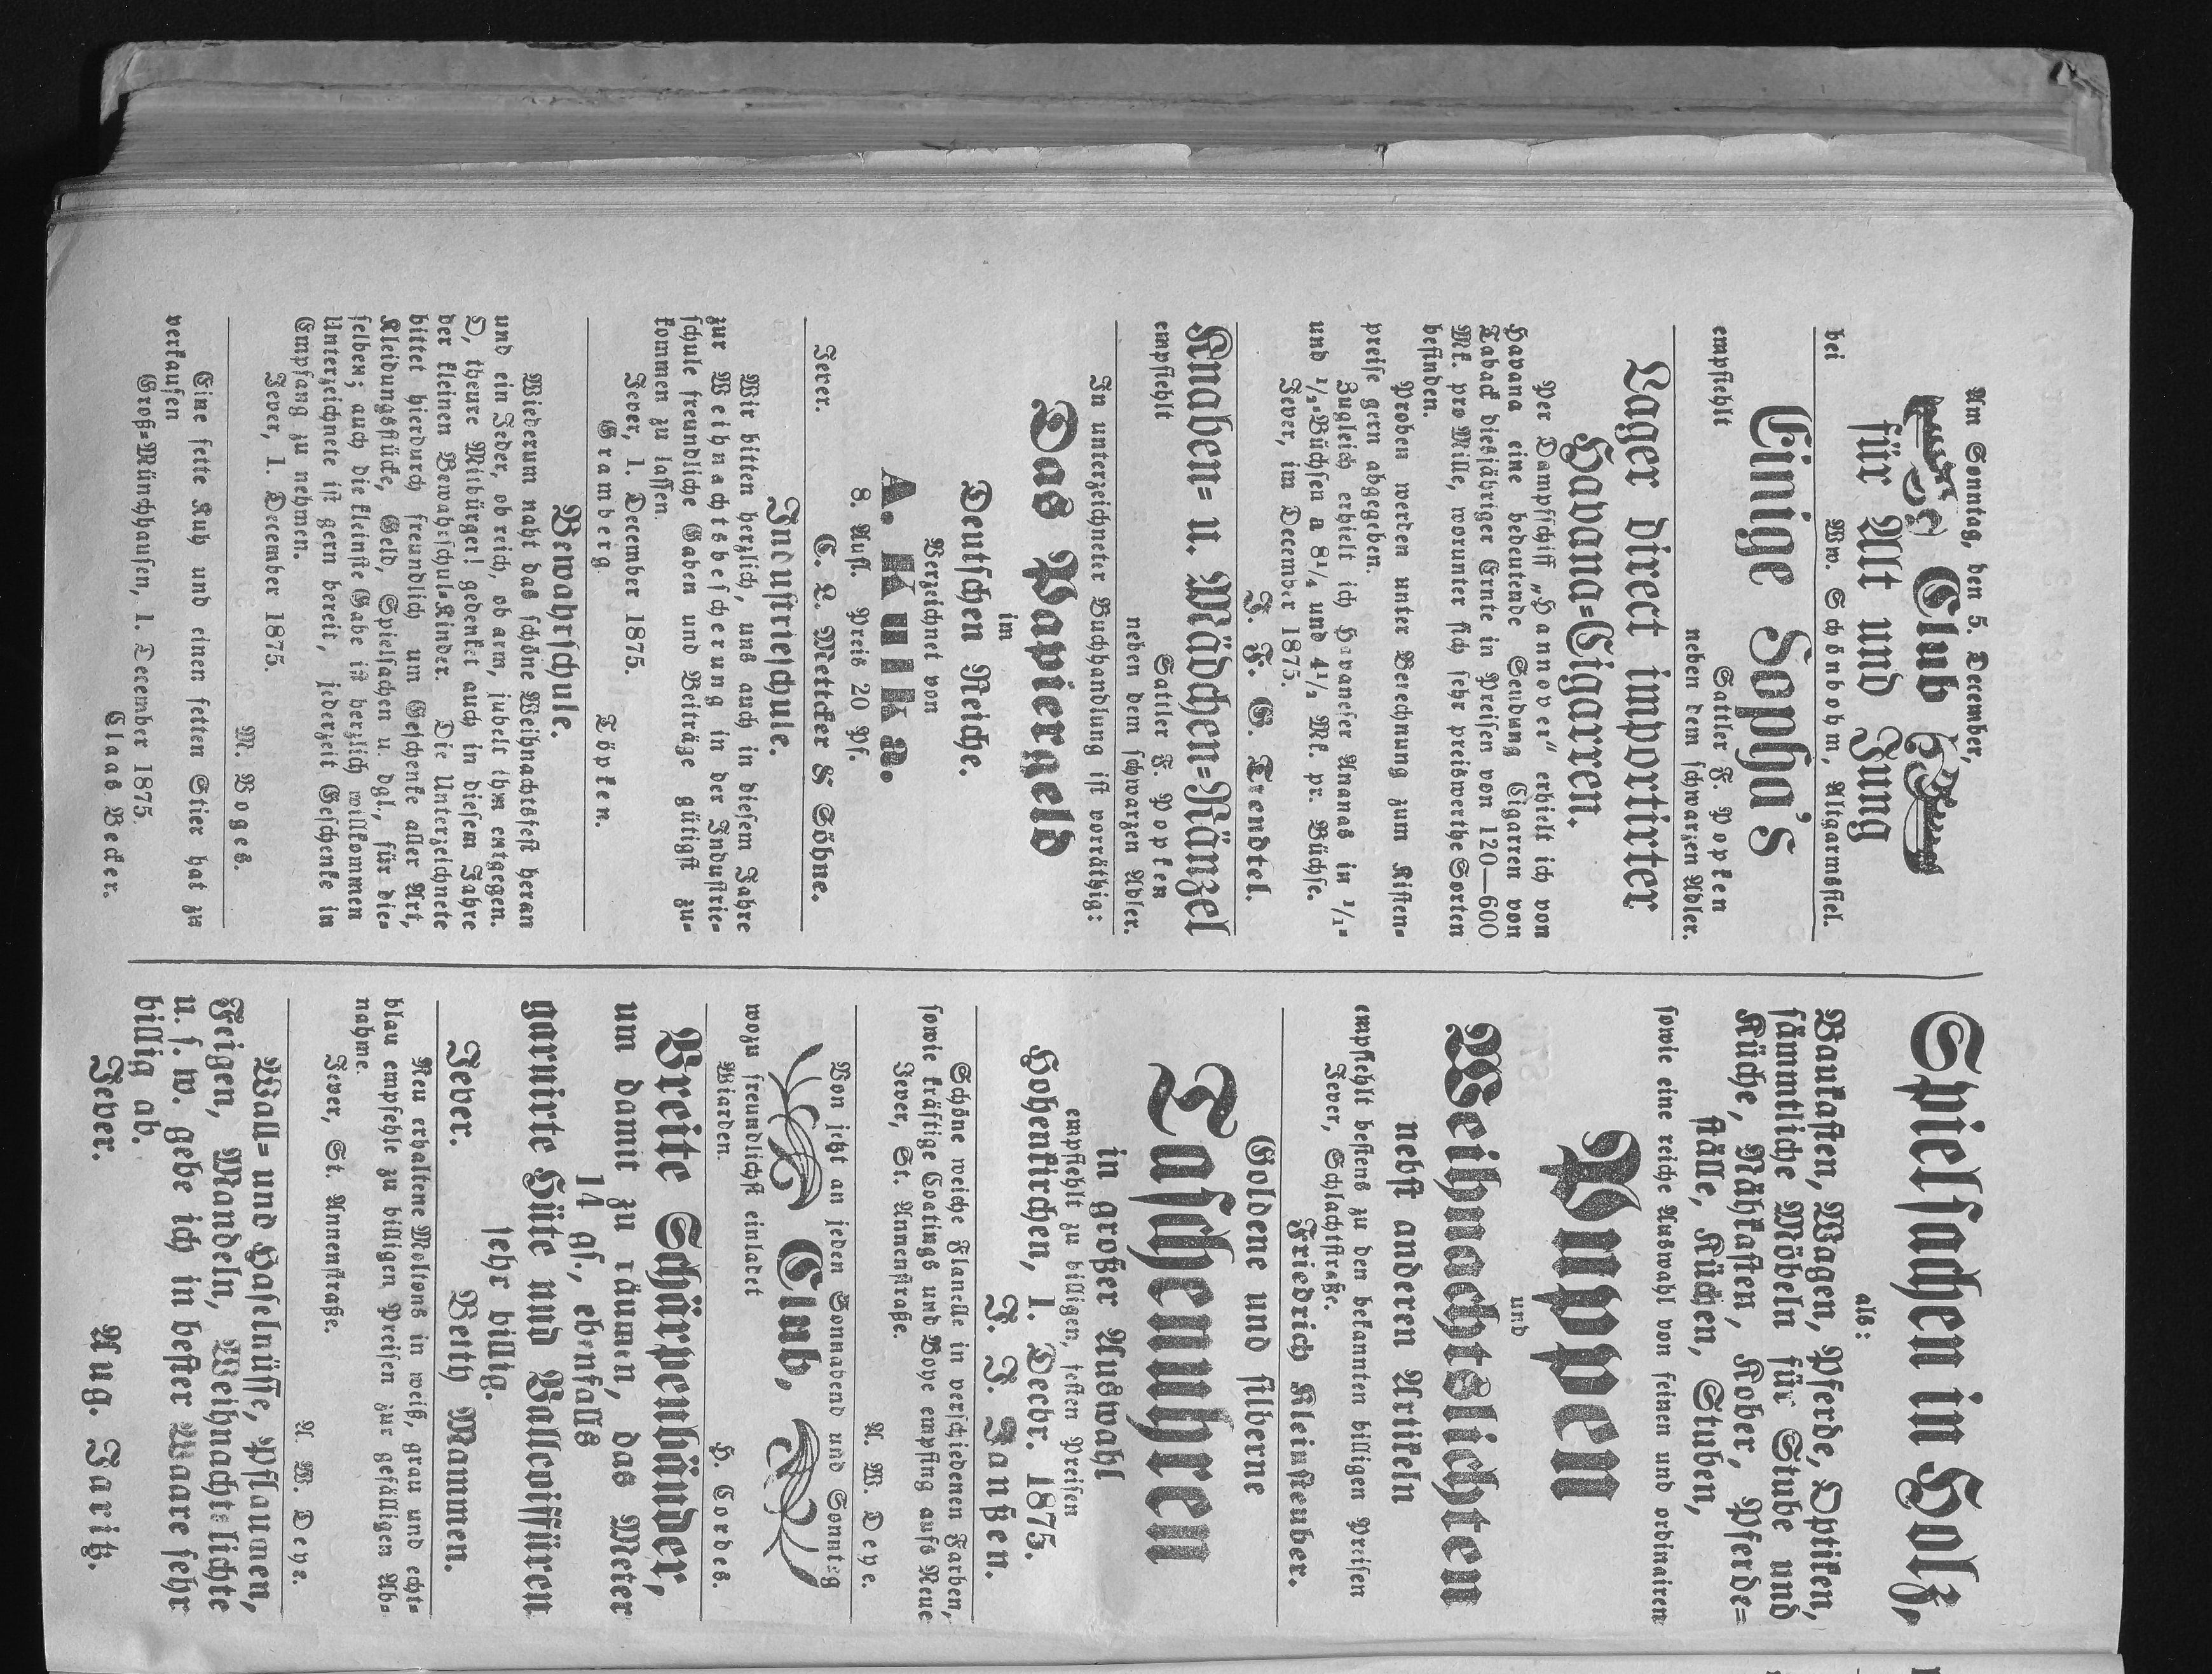 Am Sonntag, den 5. December,
Club
für Alt und Jung
bei Ww. Schönbohm, Altgarmssiel.
Einige Sopha's
empfiehlt Sattler F. Popken
neben dem schwarzen Adler.
Lager direct importirter
Havana=Cigarren.
Per Dampfschiff „Hannover“ erhielt ich von
Havana eine bedeutende Sendung Cigarren von
Taback diesjähriger Ernte in Preisen von 120—600
Mk. pro Mille, worunter sich sehr preiswerthe Sorten
befinden.
Proben werden unter Berechnung zum Kisten=
preise gern abgegeben.
Zugleich erhielt ich Havaneser Ananas in 1/1=
und 1/2=Büchsen a 8 1/4 und 4 1/2 Mk. pr. Büchse.
Jever, im December 1875.
J. F. G. Trendtel.
Knaben= u. Mädchen=Ränzel
empfiehlt Sattler F. Popken
neben dem schwarzen Adler.
In unterzeichneter Buchhandlung ist vorräthig:
Das Papiergeld
im
Deutschen Reiche.
Verzeichnet von
A. Kulka.
8. Aufl. Preis 20 Pf.
Jever. C. L. Mettcker & Söhne.
Industrieschule.
Wir bitten herzlich, uns auch in diesem Jahre
zur Weihnachtsbescherung in der Industrie=
schule freundliche Gaben und Beiträge gütigst zu=
kommen zu lassen.
Jever, 1. December 1875.
Gramberg. Töpken.
Bewahrschule.
Wiederum naht das schöne Weihnachtsfest heran
und ein Jeder, ob reich, ob arm, jubelt ihm entgegen.
O, theure Mitbürger! gedenket auch in diesem Jahre
der kleinen Bewahrschul=Kinder. Die Unterzeichnete
bittet hierdurch freundlich um Geschenke aller Art,
Kleidungsstücke, Geld, Spielsachen u. dgl., für die=
selben; auch die kleinste Gabe ist herzlich willkommen
Unterzeichnete ist gern bereit, jederzeit Geschenke in
Empfang zu nehmen.
Jever, 1. December 1875.
M. Voges.
Eine fette Kuh und einen fetten Stier hat zu
verkaufen
Groß=Münchhausen, 1. December 1875
Claas Becker.
Spielsachen in Holz,
als:
Baukasten, Wagen, Pferde, Optiken,
sämmtliche Möbeln für Stube und
Küche, Nähkasten, Kober, Pferde=
ställe, Küchen, Stuben,
sowie eine reiche Auswahl von feinen und ordinairen
Puppen
und
Weihnachtslichten
nebst anderen Artikeln
empfiehlt bestens zu den bekannten billigen Preisen
Jever, Schlachtstraße.
Friedrich Kleinsteuber.
Goldene und silberne
Taschenuhren
in großer Auswahl
empfiehlt zu billigen, festen Preisen
Hohenkirchen, 1. Decbr. 1875.
J. J. Janßen.
Schöne weiche Flanelle in verschiedenen Farben,
sowie kräftige Coatings und Boye empfing aufs Neue
Jever, St. Annenstraße.
A. W. Deye.
Von jetzt an jeden Sonnabend und Sonntag
Club,
wozu freundlichst einladet
Wiarden. H. Cordes.
Breite Schärpenbänder,
um damit zu räumen, das Meter
14 gf., ebenfalls
garnirte Hüte und Ballcoiffüren
sehr billig.
Jever. Betty Mammen.
Neu erhaltene Moltons in weiß, grau und echt=
blau empfehle zu billigen Preisen zur gefälligen Ab=
nahme.
Jever, St. Annenstraße.
A. W. Deye.
Wall= und Haselnüsse, Pflaumen,
Feigen, Mandeln, Weihnachtslichte
u. s. w. gebe ich in bester Waare sehr
billig ab.
Jever. Aug. Jaritz.